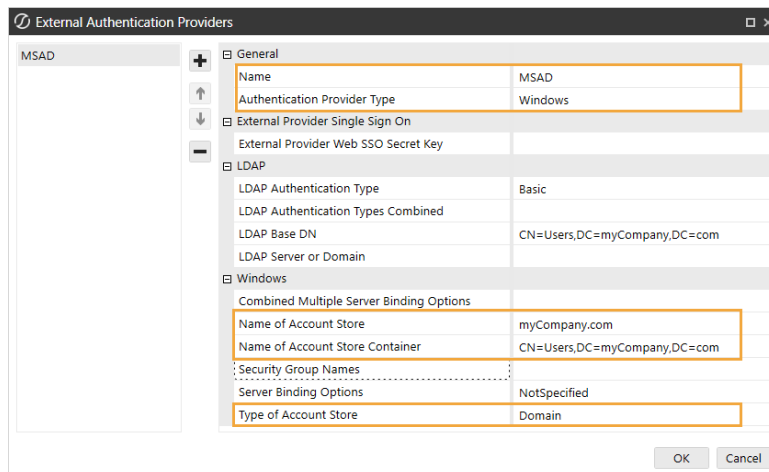 External Authentication Providers
MSAD
General
Name MSAD
Authentication Provider Type Windows
External Provider Single Sign On
External Provider Web SSO Secret Key
LDAP
LDAP Authentication Type Basic
LDAP Authentication Types Combined
LDAP Base DN CN=Users,DC=myCompany,DC=com
LDAP Server or Domain
Windows
Combined Multiple Server Binding Options
Name of Account Store myCompany.com
Name of Account Store Container CN=Users,DC=myCompany,DC=com
Security Group Names
Server Binding Options NotSpecified
Type of Account Store Domain
OK Cancel